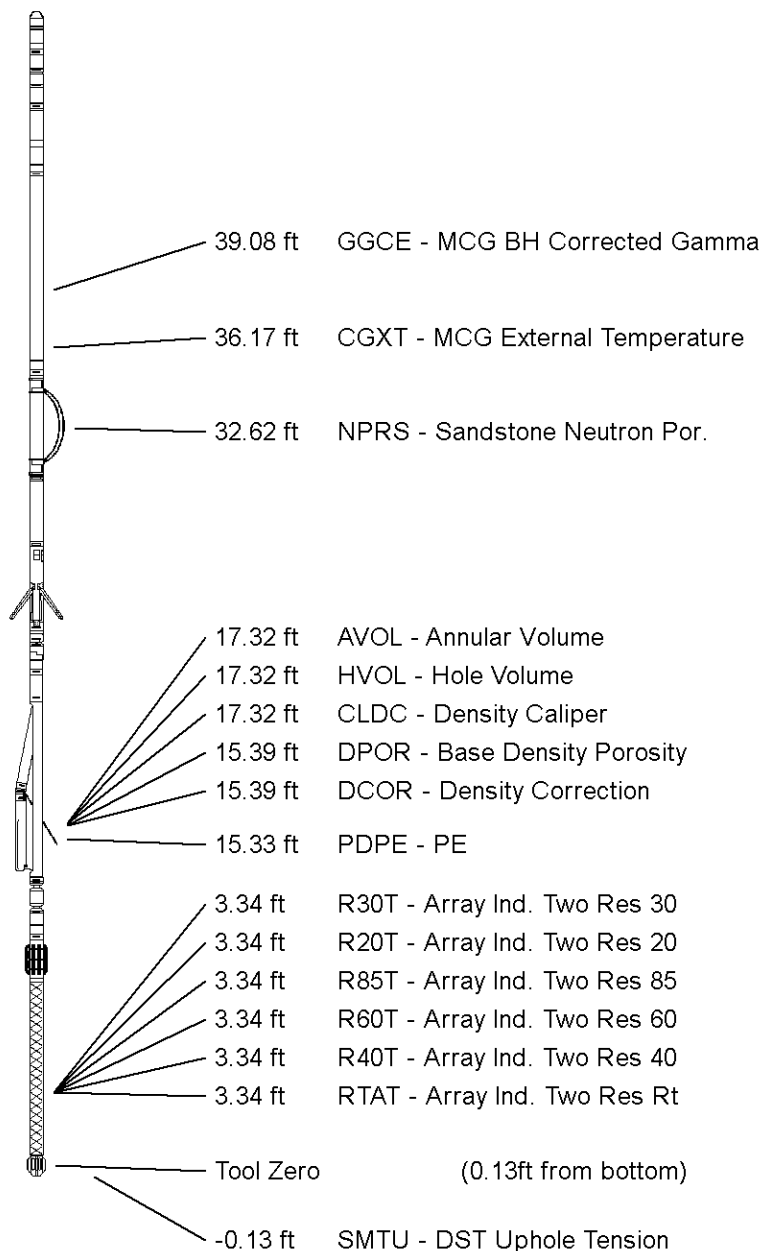 39.08 ft GGCE - MCG BH Corrected Gamma
36.17 ft CGXT - MCG External Temperature
32.62 ft NPRS - Sandstone Neutron Por.
17.32 ft AVOL - Annular Volume
17.32 ft HVOL - Hole Volume
17.32 ft CLDC - Density Caliper
15.39 ft DPOR - Base Density Porosity
15.39 ft DCOR - Density Correction
15.33 ft PDPE - PE
3.34 ft R30T - Array Ind. Two Res 30
3.34 ft R20T - Array Ind. Two Res 20
3.34 ft R85T - Array Ind. Two Res 85
3.34 ft R60T - Array Ind. Two Res 60
3.34 ft R40T - Array Ind. Two Res 40
3.34 ft RTAT - Array Ind. Two Res Rt
Tool Zero (0.13ft from bottom)
-0.13 ft SMTU - DST Uphole Tension